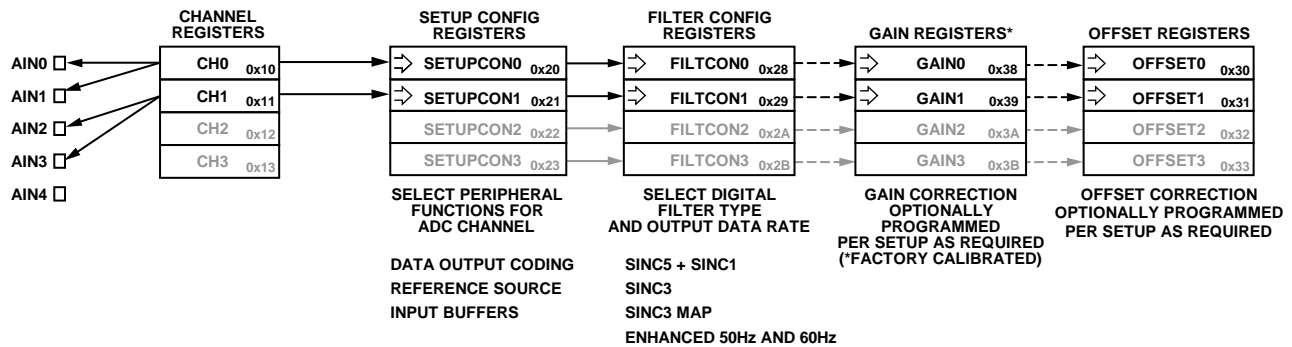 CHANNEL
REGISTERS
SETUP CONFIG
REGISTERS
FILTER CONFIG
REGISTERS
GAIN REGISTERS*
OFFSET REGISTERS
AIN0
AIN1
AIN2
AIN3
AIN4
CH0 0x10
CH1 0x11
CH2 0x12
CH3 0x13
SETUPCON0 0x20
SETUPCON1 0x21
SETUPCON2 0x22
SETUPCON3 0x23
FILTCON0 0x28
FILTCON1 0x29
FILTCON2 0x2A
FILTCON3 0x2B
GAIN0 0x38
GAIN1 0x39
GAIN2 0x3A
GAIN3 0x3B
OFFSET0 0x30
OFFSET1 0x31
OFFSET2 0x32
OFFSET3 0x33
SELECT PERIPHERAL
FUNCTIONS FOR
ADC CHANNEL
DATA OUTPUT CODING
REFERENCE SOURCE
INPUT BUFFERS
SELECT DIGITAL
FILTER TYPE
AND OUTPUT DATA RATE
SINC5 + SINC1
SINC3
SINC3 MAP
ENHANCED 50Hz AND 60Hz
GAIN CORRECTION
OPTIONALLY
PROGRAMMED
PER SETUP AS REQUIRED
(*FACTORY CALIBRATED)
OFFSET CORRECTION
OPTIONALLY PROGRAMMED
PER SETUP AS REQUIRED